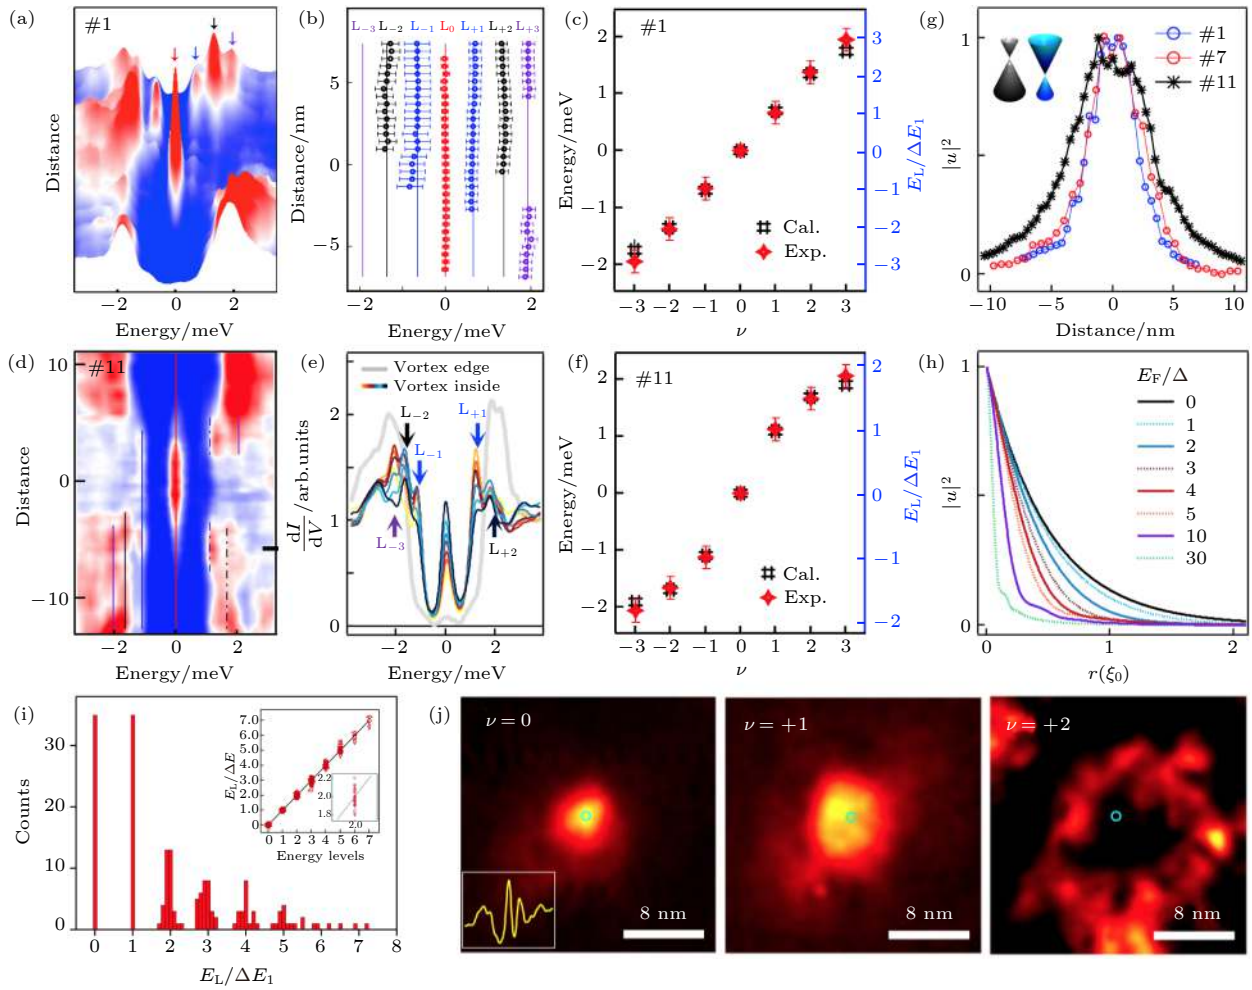 (a)
#1
Distance
−2
0
2
Energy/meV
(b)
L−3
L−2
L−1
L0
L+1
L+2
L+3
Distance/nm
5
0
−5
−2
0
2
Energy/meV
(c)
#1
Energy/meV
2
1
0
−1
−2
Cal.
Exp.
−3
−2
−1
0
1
2
3
ν
3
2
1
0
−1
−2
−3
EL/ΔE1
(g)
|u|2
1
0
#1
#7
#11
−10
−5
0
5
10
Distance/nm
(d)
#11
Distance
10
0
−10
−2
0
2
Energy/meV
(e)
Vortex edge
Vortex inside
dI
dV
/arb.units
2
1
0
L−2
L−1
L+1
L−3
L+2
−2
0
2
Energy/meV
(f)
#11
Energy/meV
2
1
0
−1
−2
Cal.
Exp.
−3
−2
−1
0
1
2
3
ν
2
1
0
−1
−2
EL/ΔE1
(h)
|u|2
1
0
EF/Δ
0
1
2
3
4
5
10
30
0
1
2
r(ξ0)
(i)
Counts
30
20
10
0
0
1
2
3
4
5
6
7
8
EL/ΔE1
EL/ΔE
7.0
6.0
5.0
4.0
3.0
2.0
1.0
0
2.2
2.0
1.8
2.0
0
1
2
3
4
5
6
7
Energy levels
(j)
ν = 0
8 nm
ν = +1
8 nm
ν = +2
8 nm